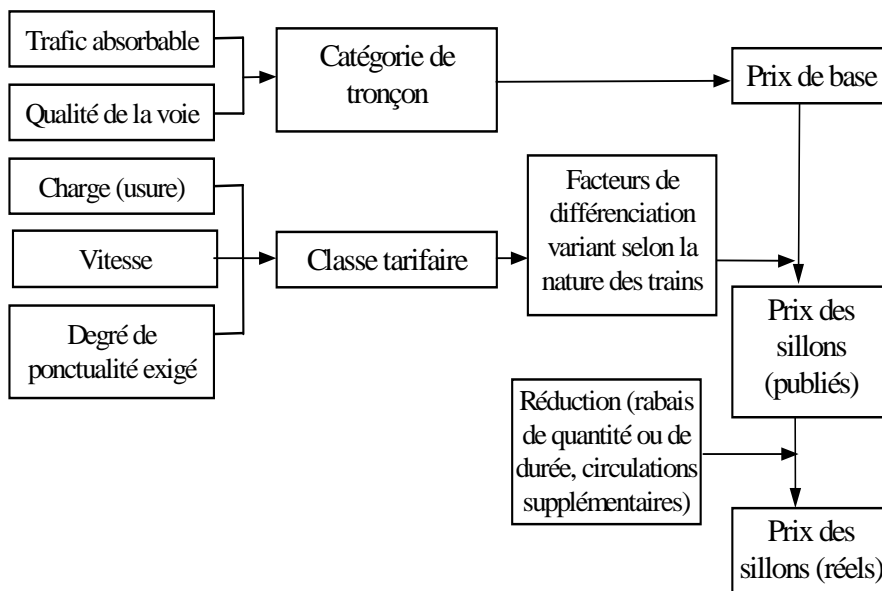 Trafic absorbable
Qualité de la voie
Catégorie de
tronçon
Prix de base
Charge (usure)
Vitesse
Degré de
ponctualité exigé
Classe tarifaire
Facteurs de
différenciation
variant selon la
nature des trains
Prix des
sillons
(publiés)
Réduction (rabais
de quantité ou de
durée, circulations
supplémentaires)
Prix des
sillons (réels)